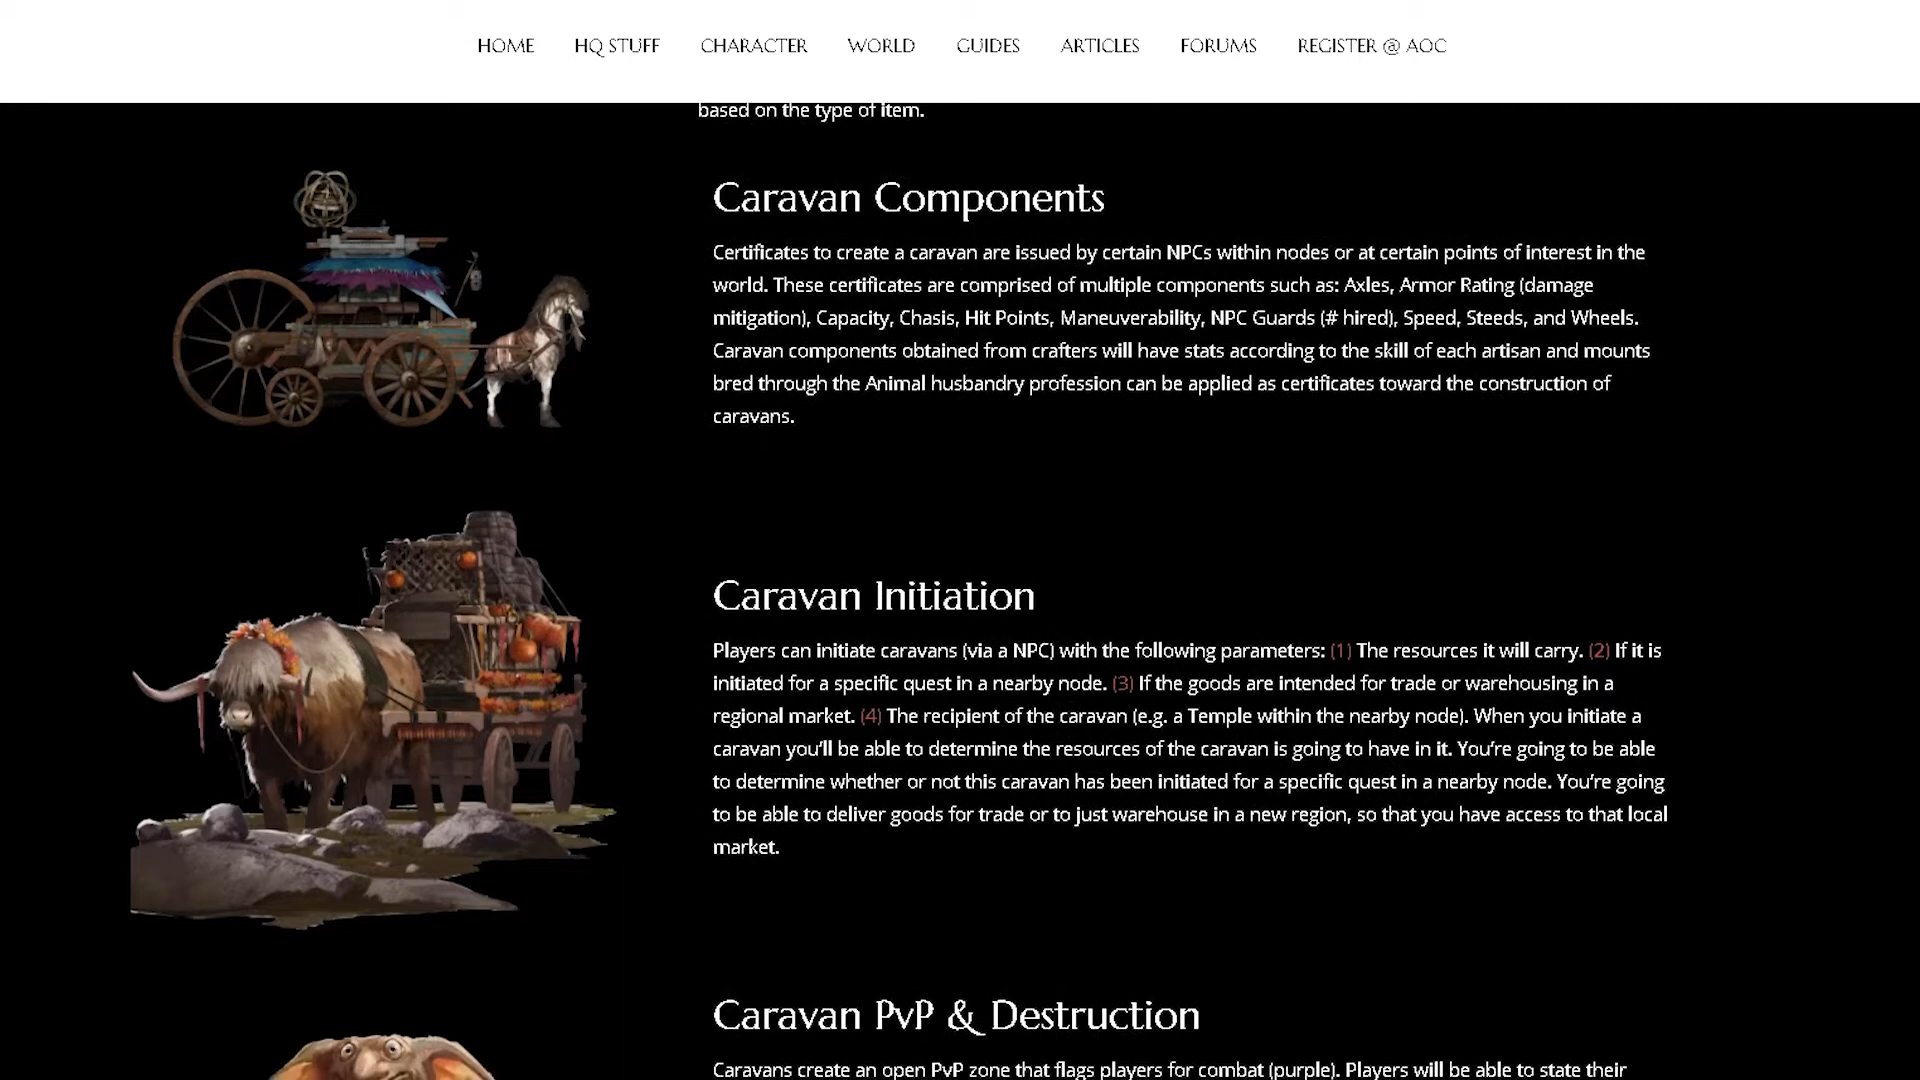 HOME HQ STUFF CHARACTER WORLD GUIDES ARTICLES FORUMS REGISTER @ AOC
based on the type of item.
Caravan Components
Certificates to create a caravan are issued by certain NPCs within nodes or at certain points of interest in the
world. These certificates are comprised of multiple components such as: Axles, Armor Rating (damage
mitigation), Capacity, Chasis, Hit Points, Maneuverability, NPC Guards (# hired), Speed, Steeds, and Wheels.
Caravan components obtained from crafters will have stats according to the skill of each artisan and mounts
bred through the Animal husbandry profession can be applied as certificates toward the construction of
caravans.
Caravan Initiation
Players can initiate caravans (via a NPC) with the following parameters: (1) The resources it will carry. (2) If it is
initiated for a specific quest in a nearby node. (3) If the goods are intended for trade or warehousing in a
regional market. (4) The recipient of the caravan (e.g. a Temple within the nearby node). When you initiate a
caravan you’ll be able to determine the resources of the caravan is going to have in it. You’re going to be able
to determine whether or not this caravan has been initiated for a specific quest in a nearby node. You’re going
to be able to deliver goods for trade or to just warehouse in a new region, so that you have access to that local
market.
Caravan PvP & Destruction
Caravans create an open PvP zone that flags players for combat (purple). Players will be able to state their